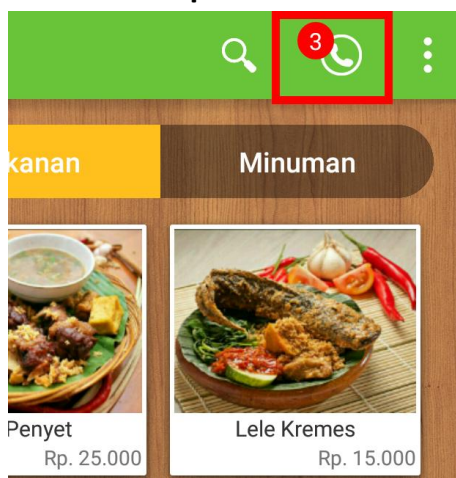 3
kanan
Minuman
Penyet
Lele Kremes
Rp. 25.000
Rp. 15.000